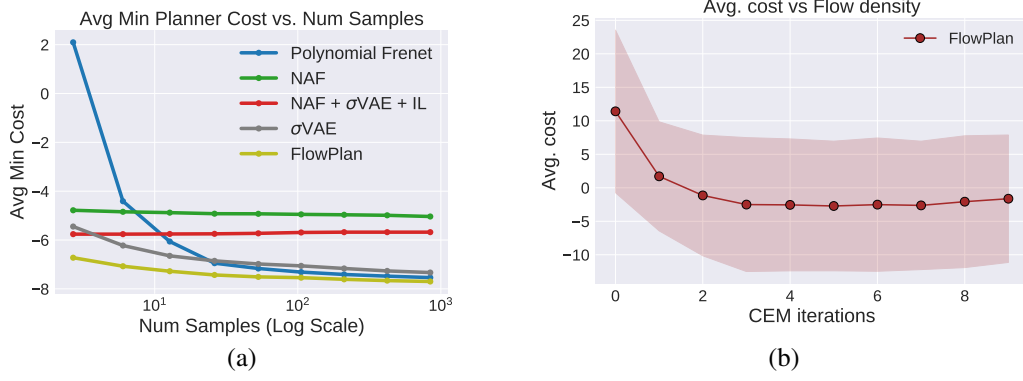 Avg Min Planner Cost vs. Num Samples
2
0
−2
−4
−6
−8
Avg Min Cost
Polynomial Frenet
NAF
NAF + σVAE + IL
σVAE
FlowPlan
10¹
10²
10³
Num Samples (Log Scale)
(a)
Avg. cost vs Flow density
25
20
15
10
5
0
−5
−10
Avg. cost
FlowPlan
0
2
4
6
8
CEM iterations
(b)